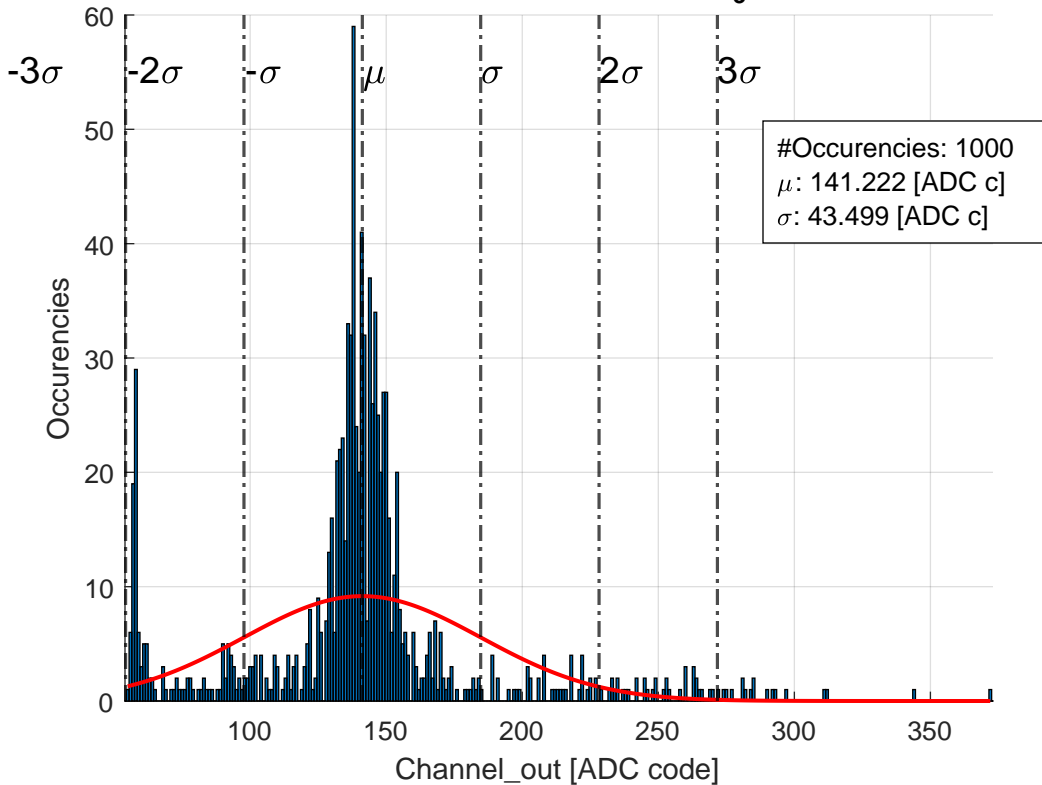 60
-3σ
-2σ
-σ
μ
σ
2σ
3σ
50
#Occurencies: 1000
μ: 141.222 [ADC c]
σ: 43.499 [ADC c]
40
Occurencies
30
20
10
0
100
150
200
250
300
350
Channel_out [ADC code]